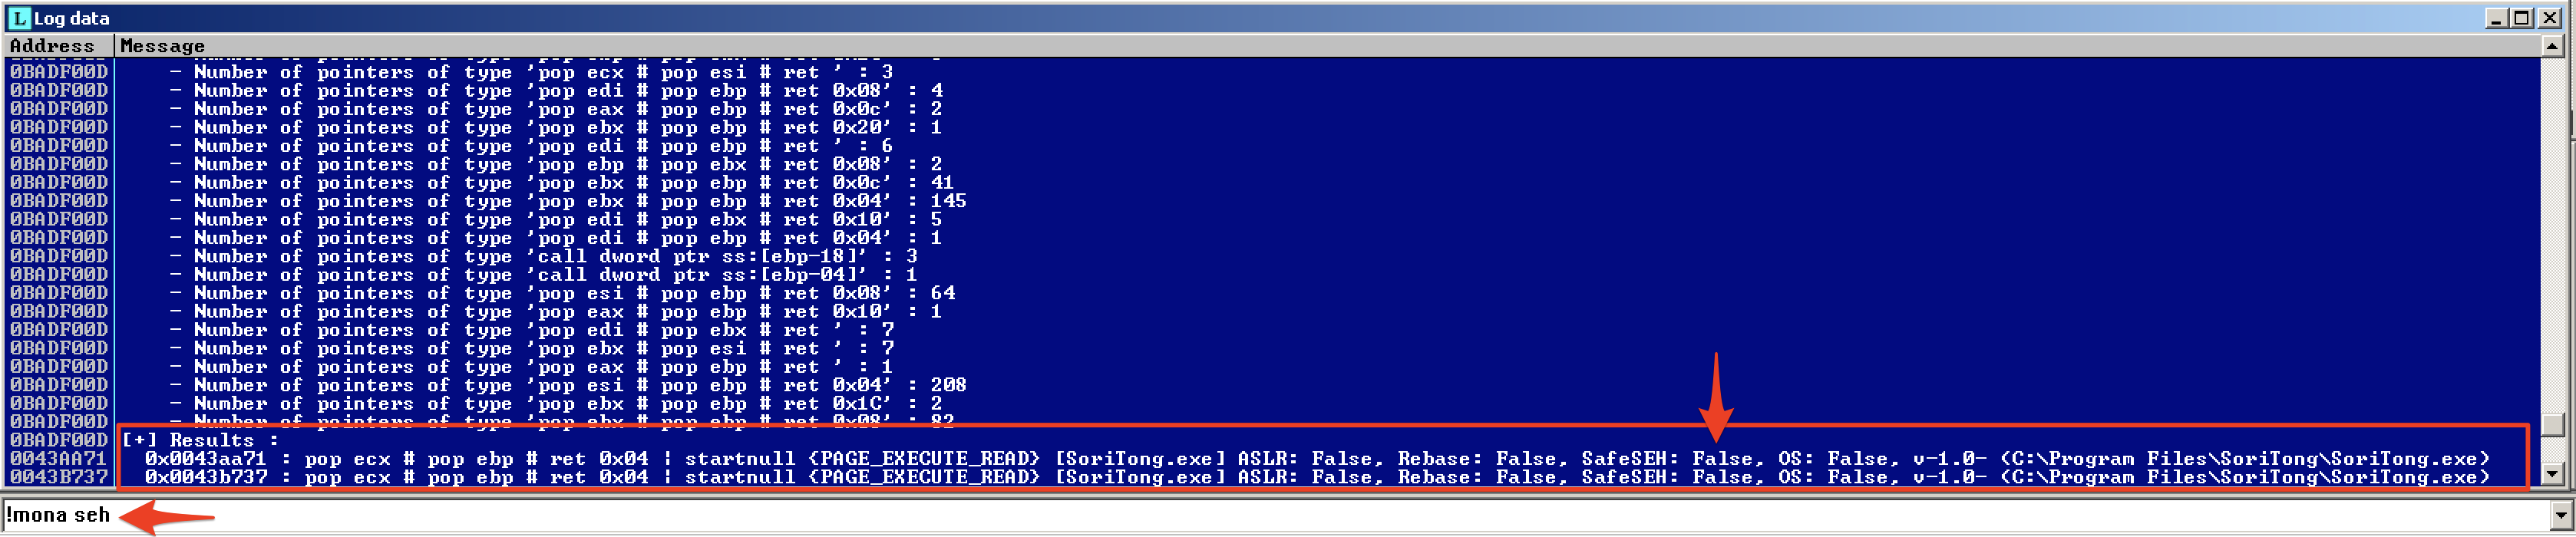 L Log data
Address Message
0BADF00D - Number of pointers of type 'pop ecx # pop esi # ret ' : 3
0BADF00D - Number of pointers of type 'pop edi # pop ebp # ret 0x08' : 4
0BADF00D - Number of pointers of type 'pop eax # pop ebp # ret 0x0c' : 2
0BADF00D - Number of pointers of type 'pop ebx # pop ebp # ret 0x20' : 1
0BADF00D - Number of pointers of type 'pop edi # pop ebp # ret ' : 6
0BADF00D - Number of pointers of type 'pop ebp # pop ebx # ret 0x08' : 2
0BADF00D - Number of pointers of type 'pop ebx # pop ebp # ret 0x0c' : 41
0BADF00D - Number of pointers of type 'pop ebx # pop ebp # ret 0x04' : 145
0BADF00D - Number of pointers of type 'pop edi # pop ebx # ret 0x10' : 5
0BADF00D - Number of pointers of type 'pop edi # pop ebp # ret 0x04' : 1
0BADF00D - Number of pointers of type 'call dword ptr ss:[ebp-18]' : 3
0BADF00D - Number of pointers of type 'call dword ptr ss:[ebp-04]' : 1
0BADF00D - Number of pointers of type 'pop esi # pop ebp # ret 0x08' : 64
0BADF00D - Number of pointers of type 'pop eax # pop ebp # ret 0x10' : 1
0BADF00D - Number of pointers of type 'pop edi # pop ebx # ret ' : 7
0BADF00D - Number of pointers of type 'pop ebx # pop esi # ret ' : 7
0BADF00D - Number of pointers of type 'pop eax # pop ebp # ret ' : 1
0BADF00D - Number of pointers of type 'pop esi # pop ebp # ret 0x04' : 208
0BADF00D - Number of pointers of type 'pop ebx # pop ebp # ret 0x1C' : 2
0BADF00D - Number of pointers of type 'pop ebx # pop ebp # ret 0x08' : 82
0BADF00D [+] Results :
0043AA71 0x0043aa71 : pop ecx # pop ebp # ret 0x04 | startnull {PAGE_EXECUTE_READ} [SoriTong.exe] ASLR: False, Rebase: False, SafeSEH: False, OS: False, v-1.0- (C:\Program Files\SoriTong\SoriTong.exe)
0043B737 0x0043b737 : pop ecx # pop ebp # ret 0x04 | startnull {PAGE_EXECUTE_READ} [SoriTong.exe] ASLR: False, Rebase: False, SafeSEH: False, OS: False, v-1.0- (C:\Program Files\SoriTong\SoriTong.exe)
!mona seh